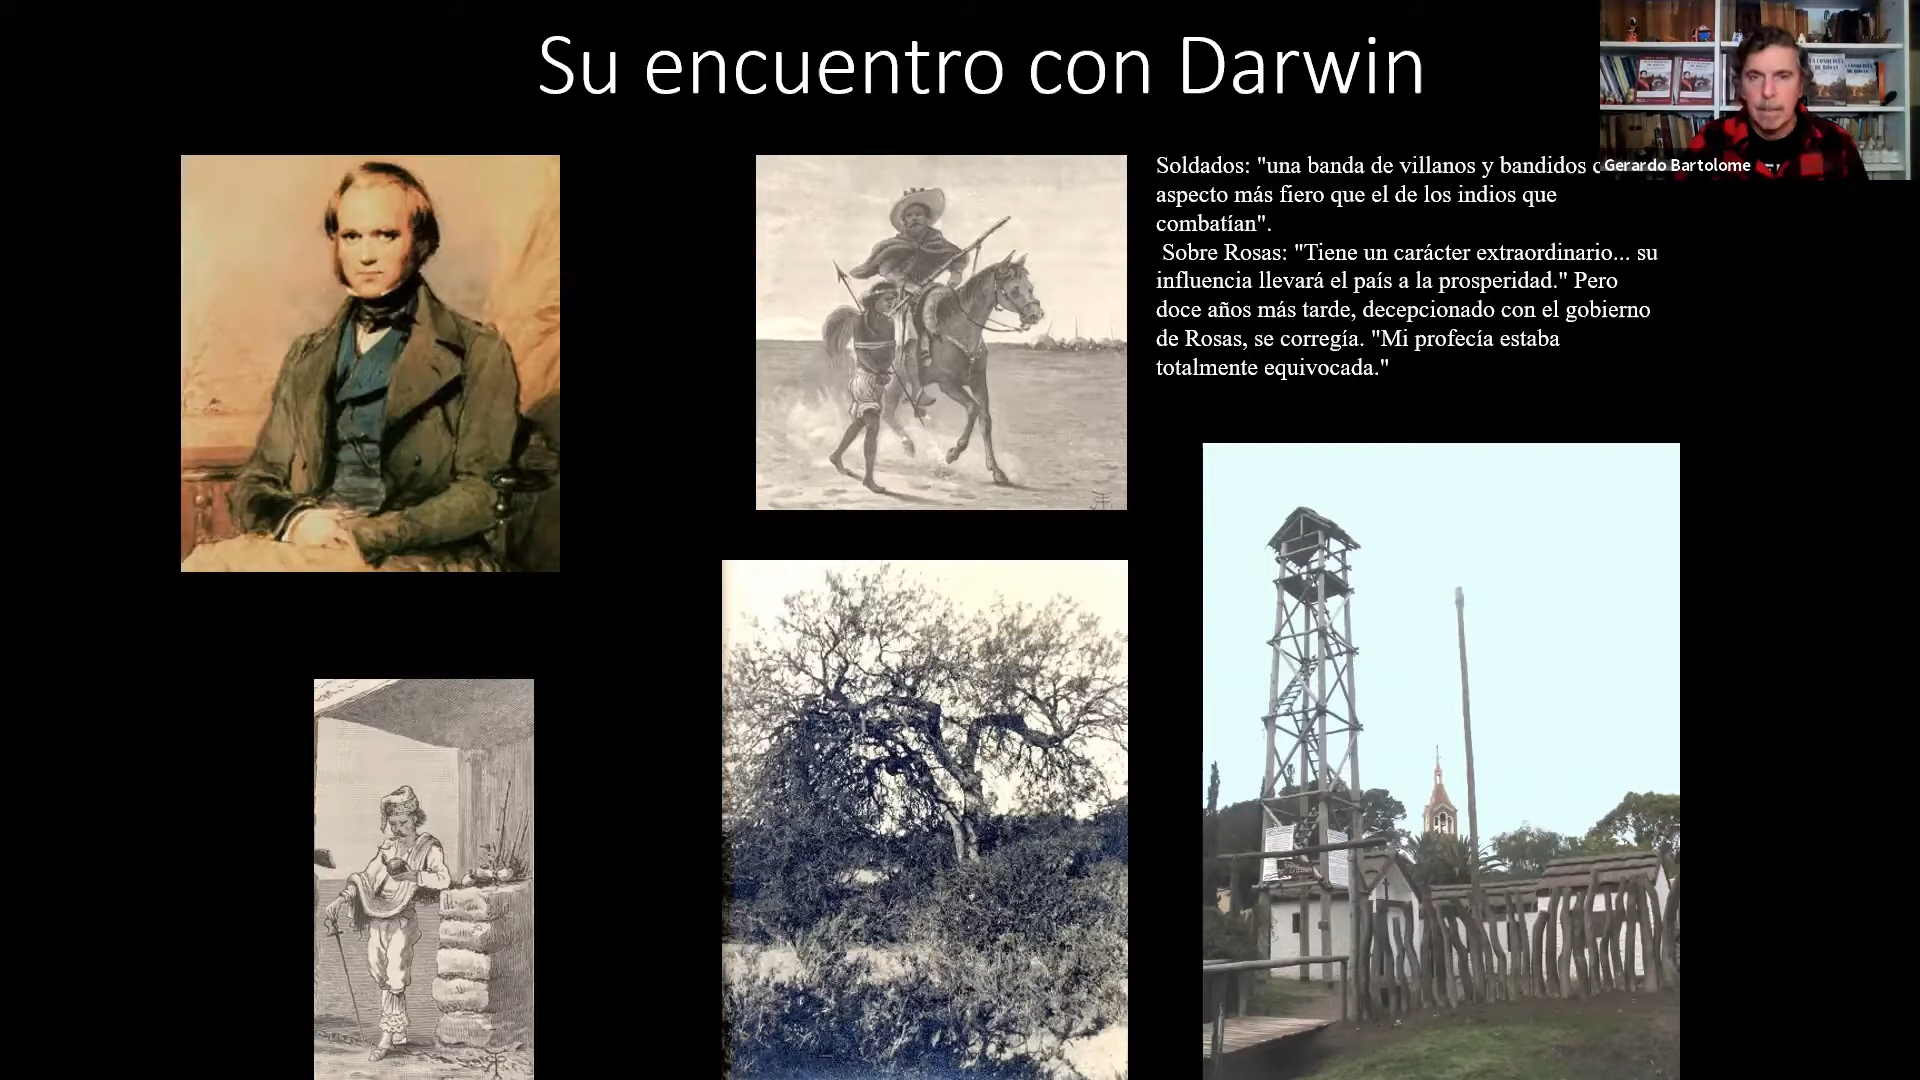 Su encuentro con Darwin
Soldados: "una banda de villanos y bandidos
Gerardo Bartolome
aspecto más fiero que el de los indios que
combatían".
Sobre Rosas: "Tiene un carácter extraordinario... su
influencia llevará el país a la prosperidad." Pero
doce años más tarde, decepcionado con el gobierno
de Rosas, se corregía. "Mi profecía estaba
totalmente equivocada."